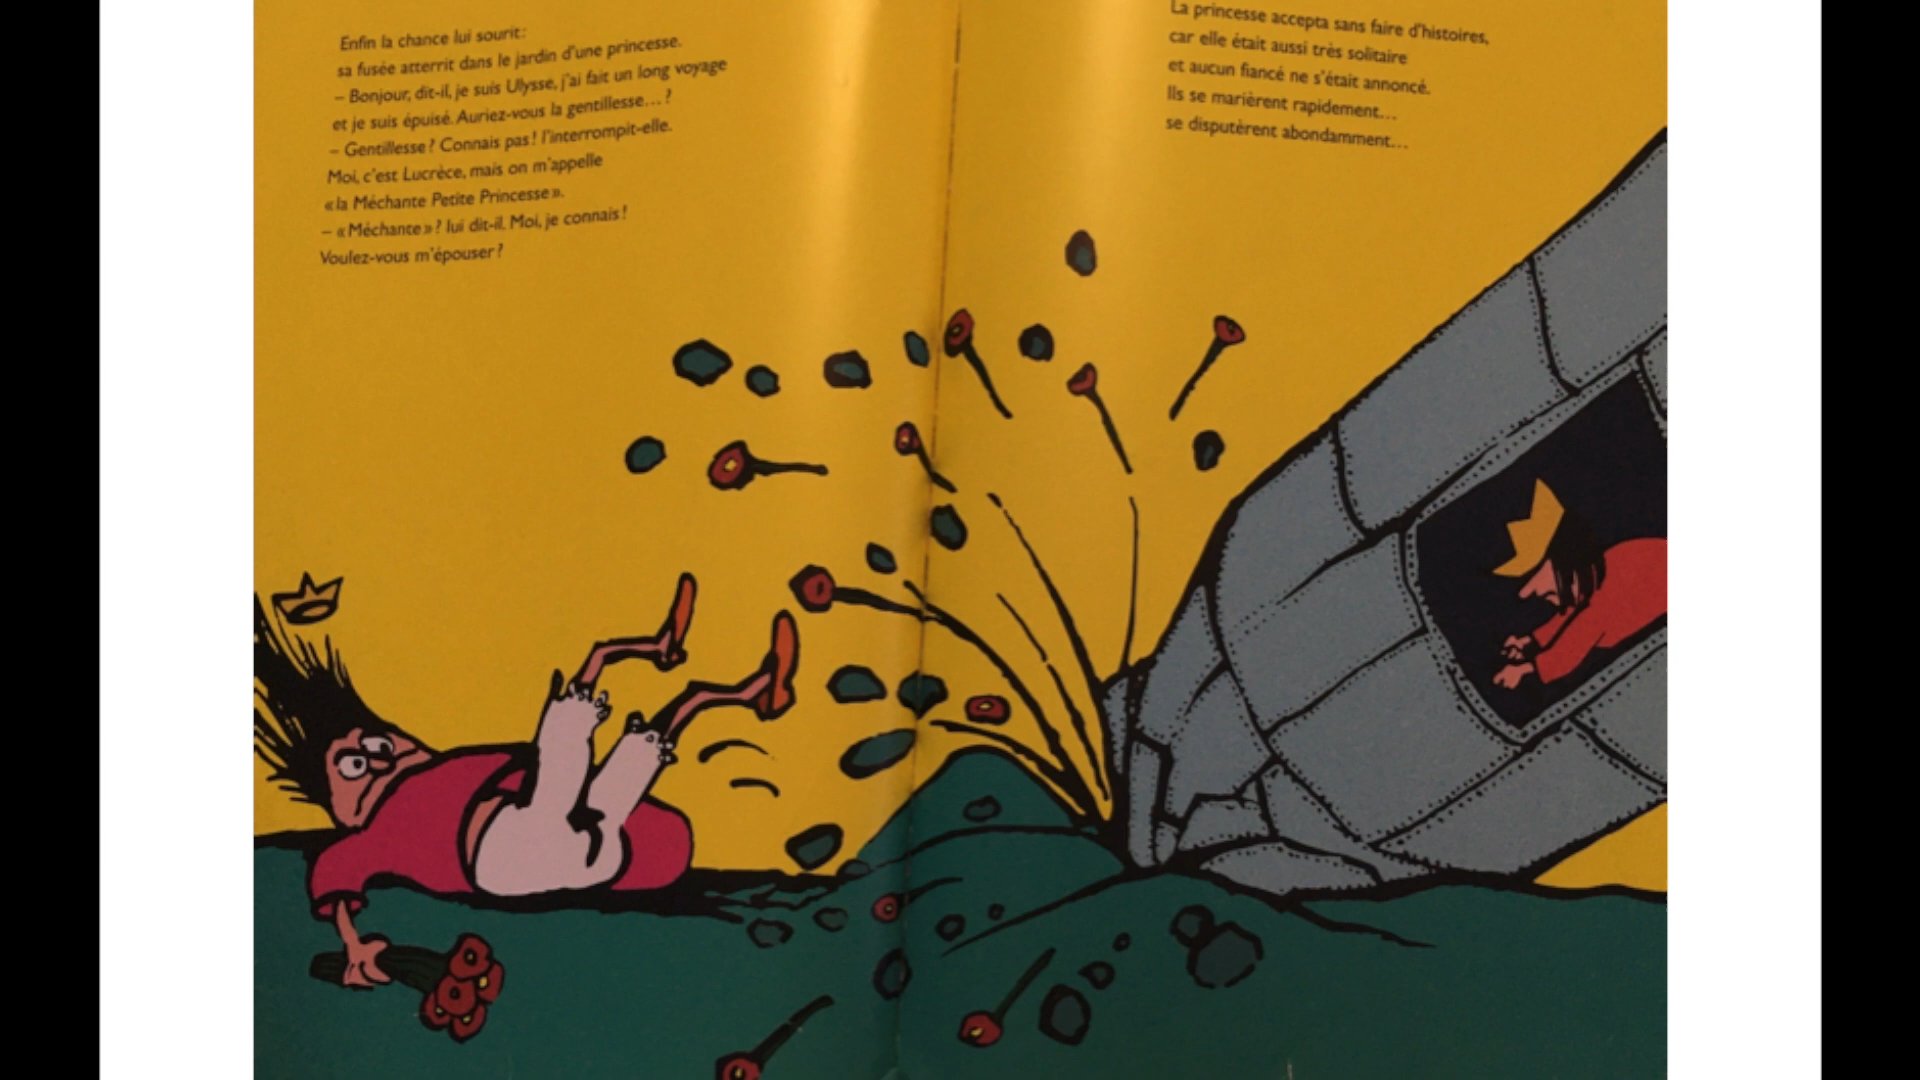 Enfin la chance lui sourit :
sa fusée atterrit dans le jardin d'une princesse.
– Bonjour, dit-il, je suis Ulysse, j'ai fait un long voyage
et je suis épuisé. Auriez-vous la gentillesse… ?
– Gentillesse ? Connais pas ! l'interrompit-elle.
Moi, c'est Lucrèce, mais on m'appelle
« la Méchante Petite Princesse ».
– « Méchante » ? lui dit-il. Moi, je connais !
Voulez-vous m'épouser ?
La princesse accepta sans faire d'histoires,
car elle était aussi très solitaire
et aucun fiancé ne s'était annoncé.
Ils se marièrent rapidement…
se disputèrent abondamment…